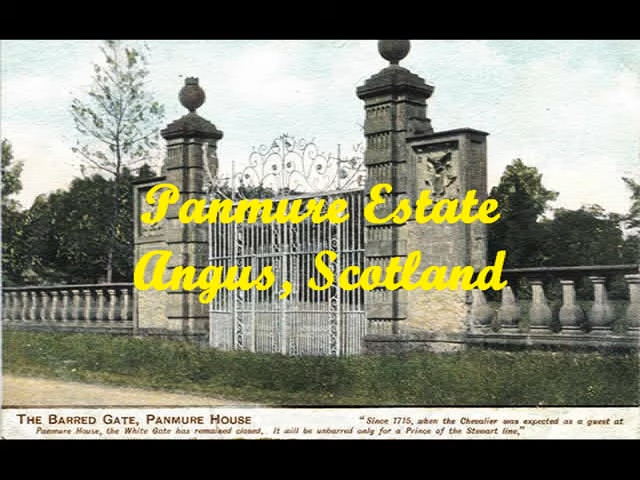 Panmure Estate
Angus, Scotland
THE BARRED GATE, PANMURE HOUSE
"Since 1715, when the Chevalier was expected as a guest at
Panmure House, the White Gate has remained closed. It will be unbarred only for a Prince of the Stewart line,"